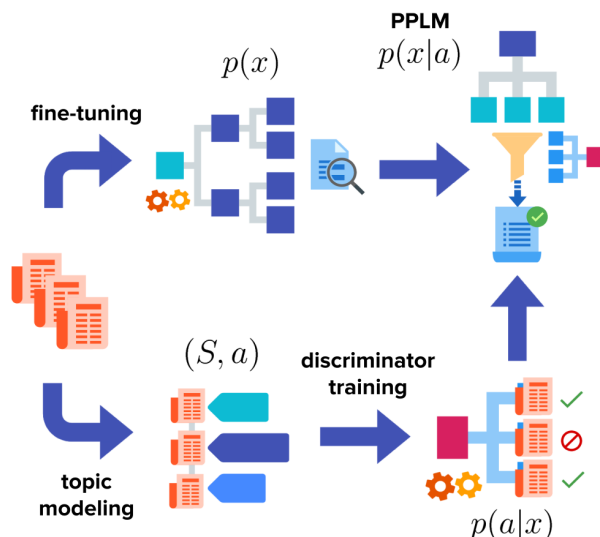 PPLM
p(x)
p(x|a)
fine-tuning
(S, a)
discriminator
training
topic
modeling
p(a|x)